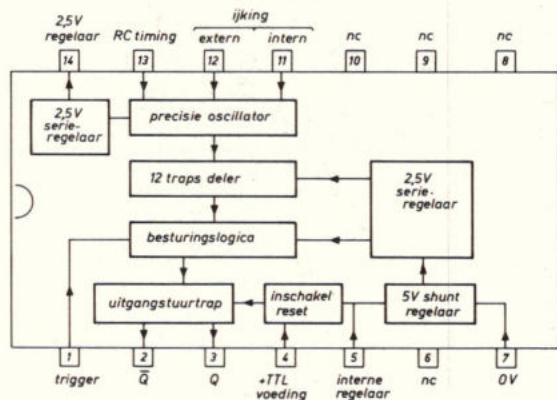 ijking
2,5V regelaar
RC timing
extern
intern
nc
nc
nc
14
13
12
11
10
9
8
2,5V
serie-
regelaar
precisie oscillator
12 traps deler
2,5V
serie-
regelaar
besturingslogica
uitgangstuurtrap
inschakel
reset
5V shunt
regelaar
1
2
3
4
5
6
7
trigger
Q̅
Q
+TTL
voeding
interne
regelaar
nc
OV